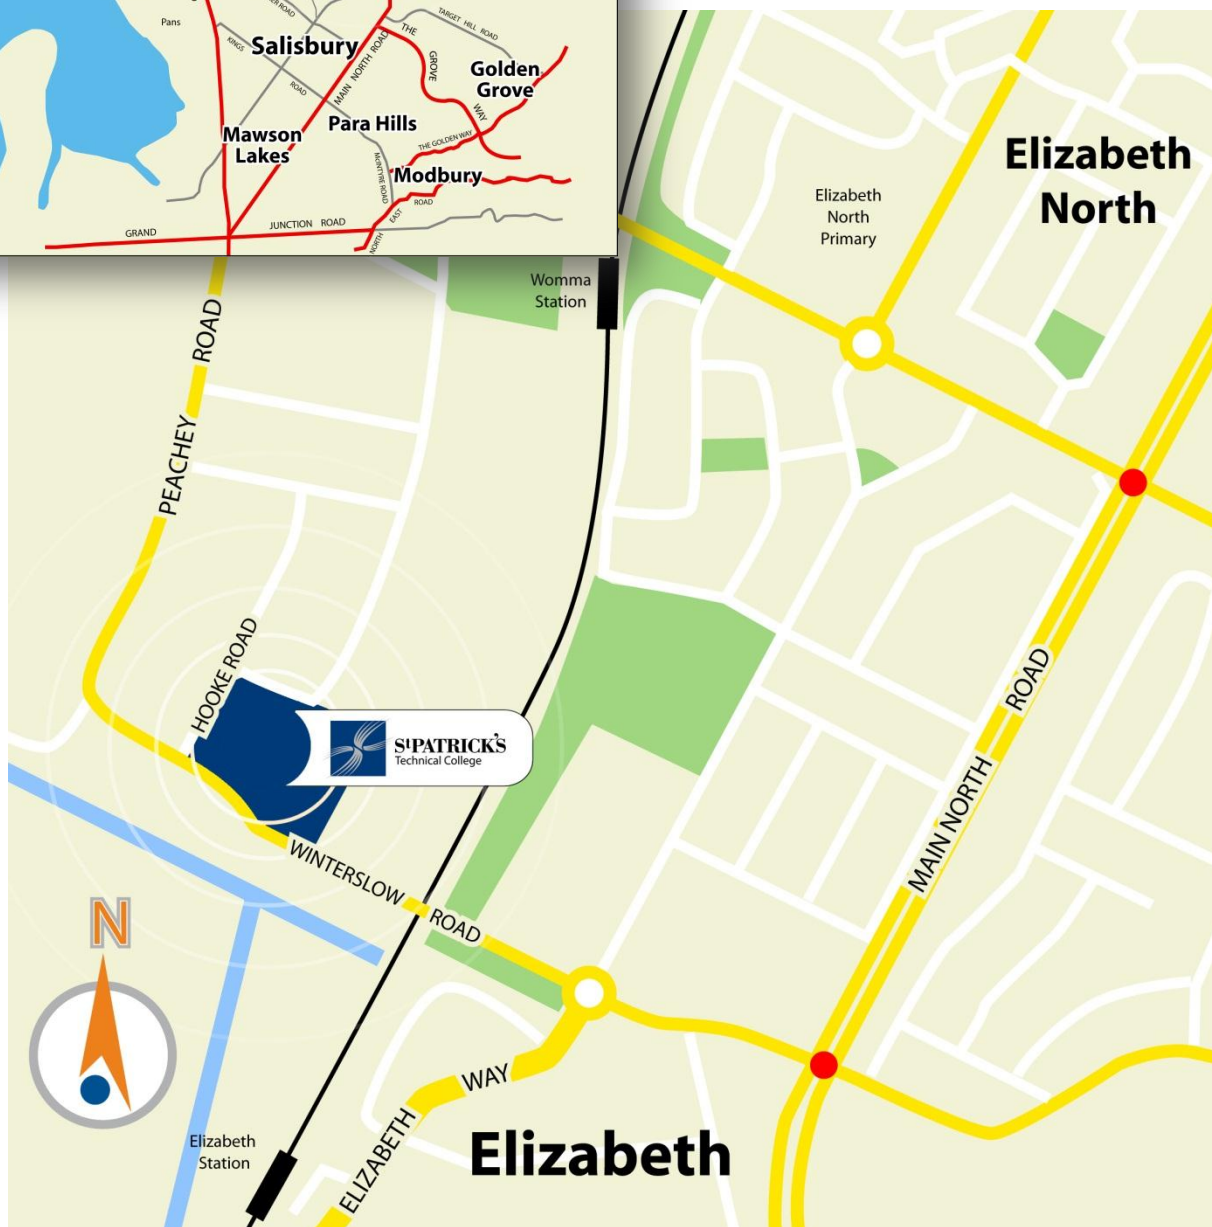 Pans
KINGS
ROAD
Salisbury
MAIN NORTH ROAD
THE
GROVE
WAY
TARGET HILL ROAD
Golden
Grove
Mawson
Lakes
Para Hills
THE GOLDEN WAY
McINTYRE ROAD
Modbury
GRAND
JUNCTION ROAD
NORTH
EAST
ROAD
Elizabeth
North
Elizabeth
North
Primary
Womma
Station
PEACHEY ROAD
HOOKE ROAD
St PATRICK'S
Technical College
WINTERSLOW ROAD
MAIN NORTH ROAD
N
ELIZABETH WAY
Elizabeth
Elizabeth
Station